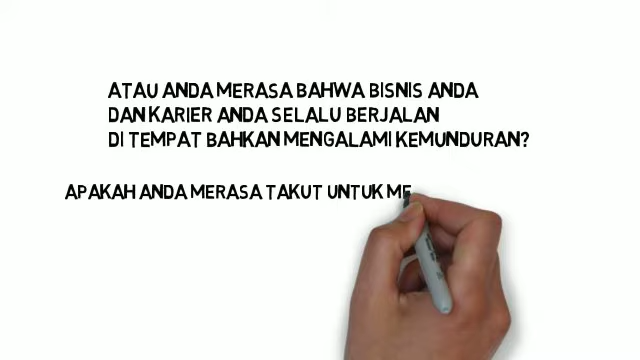 ATAU ANDA MERASA BAHWA BISNIS ANDA
DAN KARIER ANDA SELALU BERJALAN
DI TEMPAT BAHKAN MENGALAMI KEMUNDURAN?
APAKAH ANDA MERASA TAKUT UNTUK ME